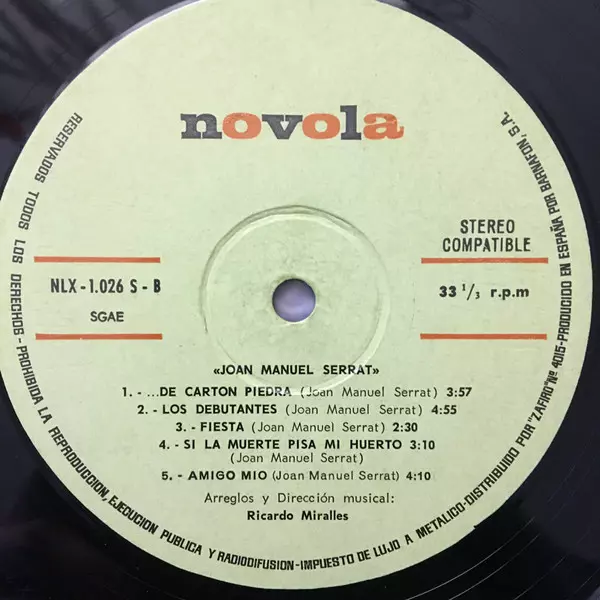 novola
STEREO
COMPATIBLE
NLX - 1.026 S - B
SGAE
33 1/3 r.p.m
«JOAN MANUEL SERRAT»
1. - ...DE CARTON PIEDRA (Joan Manuel Serrat) 3:57
2. - LOS DEBUTANTES (Joan Manuel Serrat) 4:55
3. - FIESTA (Joan Manuel Serrat) 2:30
4. - SI LA MUERTE PISA MI HUERTO 3:10
(Joan Manuel Serrat)
5. - AMIGO MIO (Joan Manuel Serrat) 4:10
Arreglos y Dirección musical:
Ricardo Miralles
RESERVADOS TODOS LOS DERECHOS - PROHIBIDA LA REPRODUCCION, EJECUCION PUBLICA Y RADIODIFUSION-IMPUESTO DE LUJO A METALICO-DISTRIBUIDO POR "ZAFIRO" Nº 4015-PRODUCIDO EN ESPAÑA POR BARNAFON, S.A.